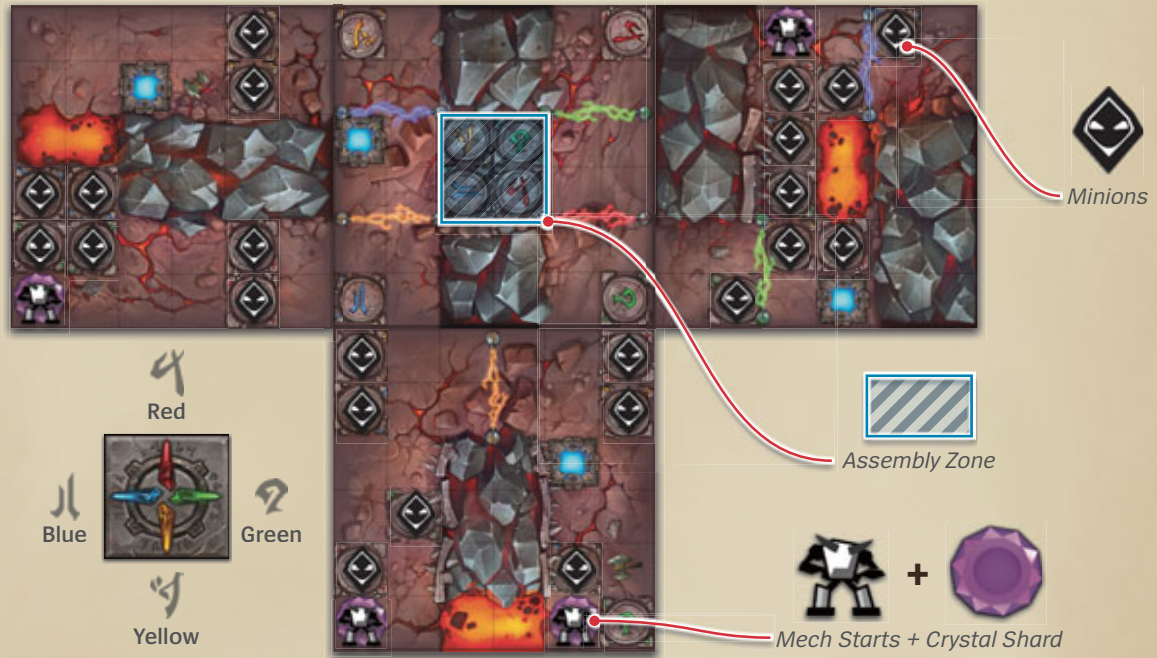 Minions
Red
Blue
Green
Yellow
Assembly Zone
+
Mech Starts + Crystal Shard